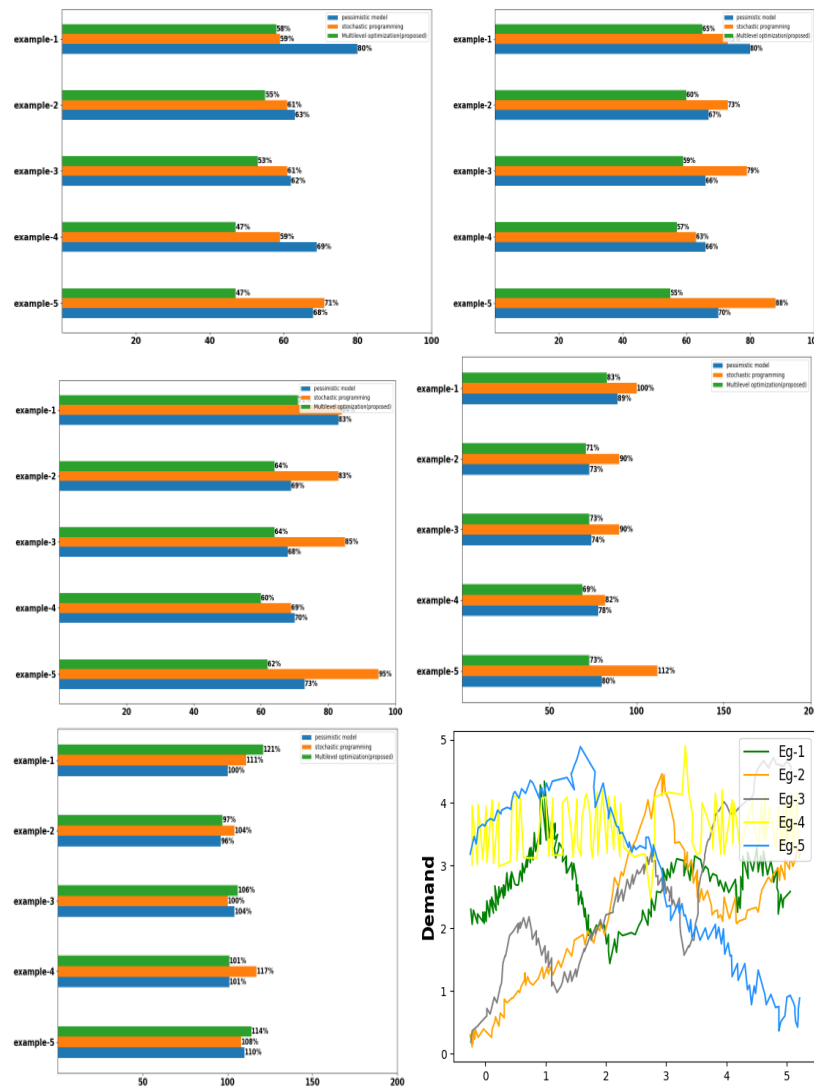 pessimistic model
stochastic programming
Multilevel optimization(proposed)
example-1 58% 59% 80%
example-2 55% 61% 63%
example-3 53% 61% 62%
example-4 47% 59% 69%
example-5 47% 71% 68%
0 20 40 60 80 100
pessimistic model
stochastic programming
Multilevel optimization(proposed)
example-1 65% 80%
example-2 60% 73% 67%
example-3 59% 79% 66%
example-4 57% 63% 66%
example-5 55% 88% 70%
0 20 40 60 80 100
pessimistic model
stochastic programming
Multilevel optimization(proposed)
example-1 83%
example-2 64% 83% 69%
example-3 64% 85% 68%
example-4 60% 69% 70%
example-5 62% 95% 73%
20 40 60 80 100
pessimistic model
stochastic programming
Multilevel optimization(proposed)
example-1 83% 100% 89%
example-2 71% 90% 73%
example-3 73% 90% 74%
example-4 69% 82% 78%
example-5 73% 112% 80%
50 100 150 200
pessimistic model
stochastic programming
Multilevel optimization(proposed)
example-1 121% 111% 100%
example-2 97% 104% 96%
example-3 106% 100% 104%
example-4 101% 117% 101%
example-5 114% 108% 110%
50 100 150 200
Eg-1
Eg-2
Eg-3
Eg-4
Eg-5
Demand
5
4
3
2
1
0
0 1 2 3 4 5